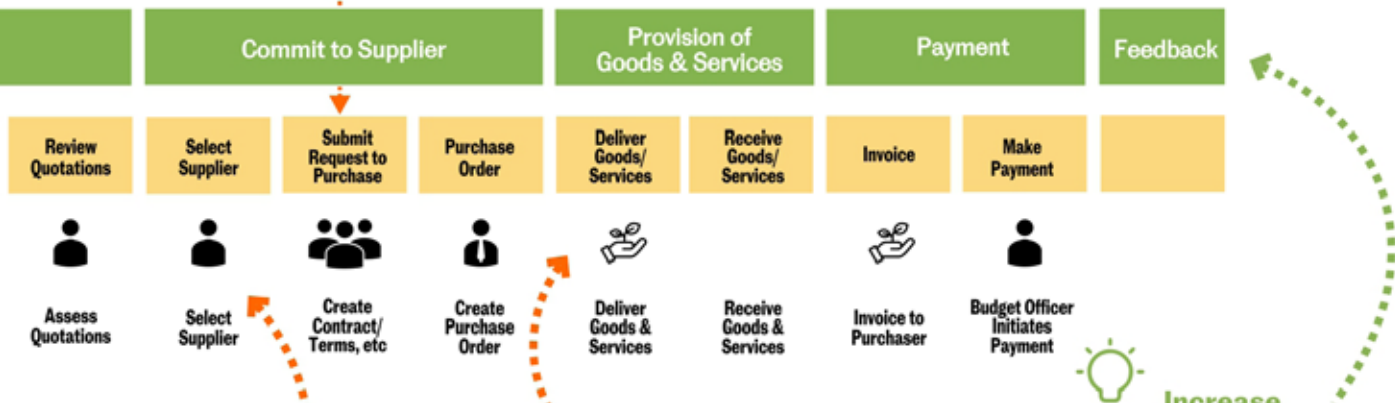 Commit to Supplier
Provision of
Goods & Services
Payment
Feedback
Review
Quotations
Select
Supplier
Submit
Request to
Purchase
Purchase
Order
Deliver
Goods/
Services
Receive
Goods/
Services
Invoice
Make
Payment
Assess
Quotations
Select
Supplier
Create
Contract/
Terms, etc
Create
Purchase
Order
Deliver
Goods &
Services
Receive
Goods &
Services
Invoice to
Purchaser
Budget Officer
Initiates
Payment
Increase